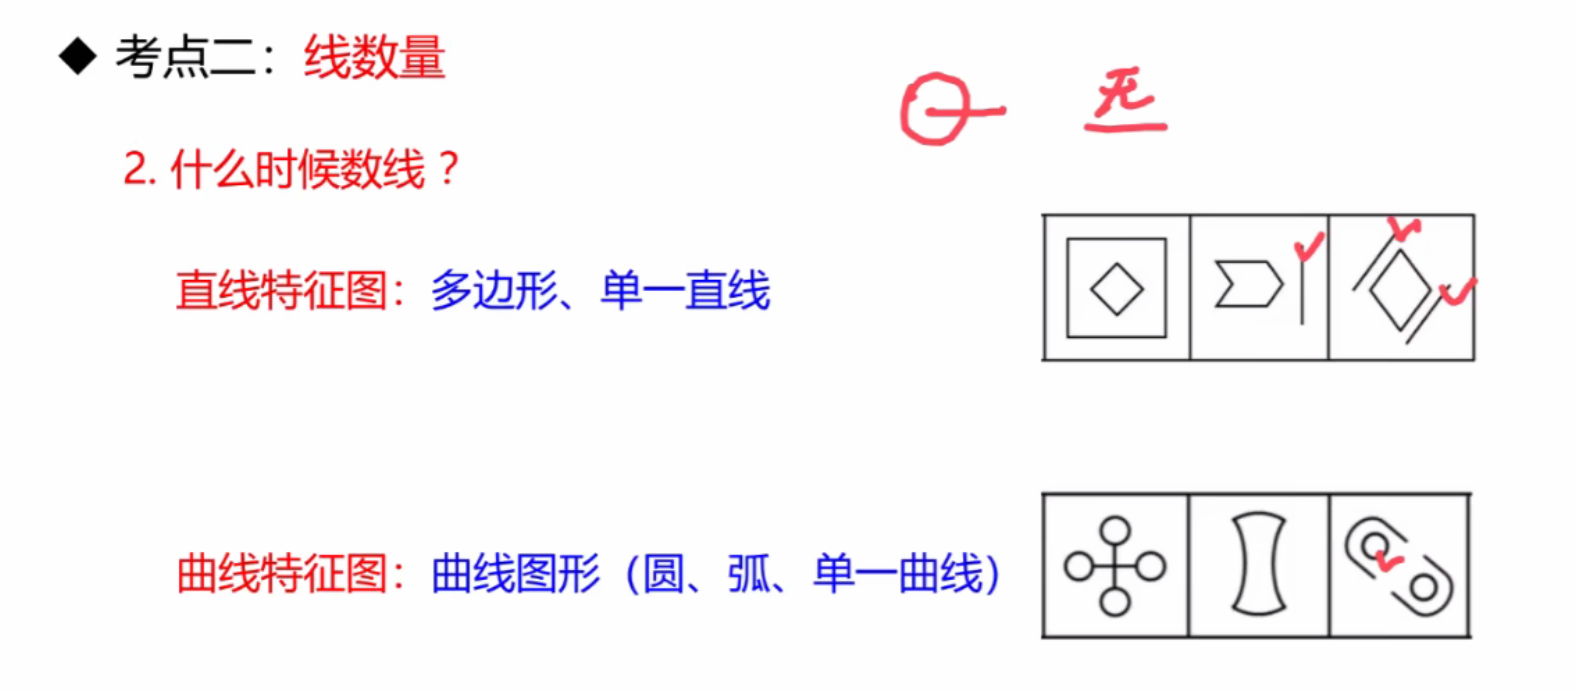 ◆ 考点二：线数量
2. 什么时候数线？
直线特征图：多边形、单一直线
曲线特征图：曲线图形（圆、弧、单一曲线）